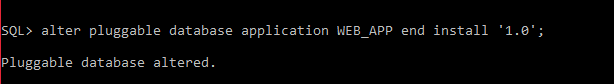 SQL> alter pluggable database application WEB_APP end install '1.0';
Pluggable database altered.